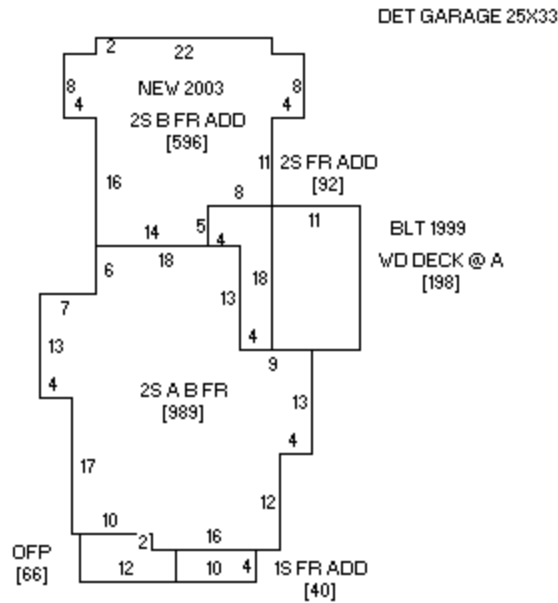 DET GARAGE 25X33
2 22
8 NEW 2003 8
4 4
2S B FR ADD
[596]
11 2S FR ADD
[92]
16 8 11
5 BLT 1999
14 4
18 WD DECK @ A
[198]
6 18
7 13
13 4 9
4 2S A B FR 13
[989]
4
17 12
10
2 16
OFP
[66]
12 10 4 1S FR ADD
[40]